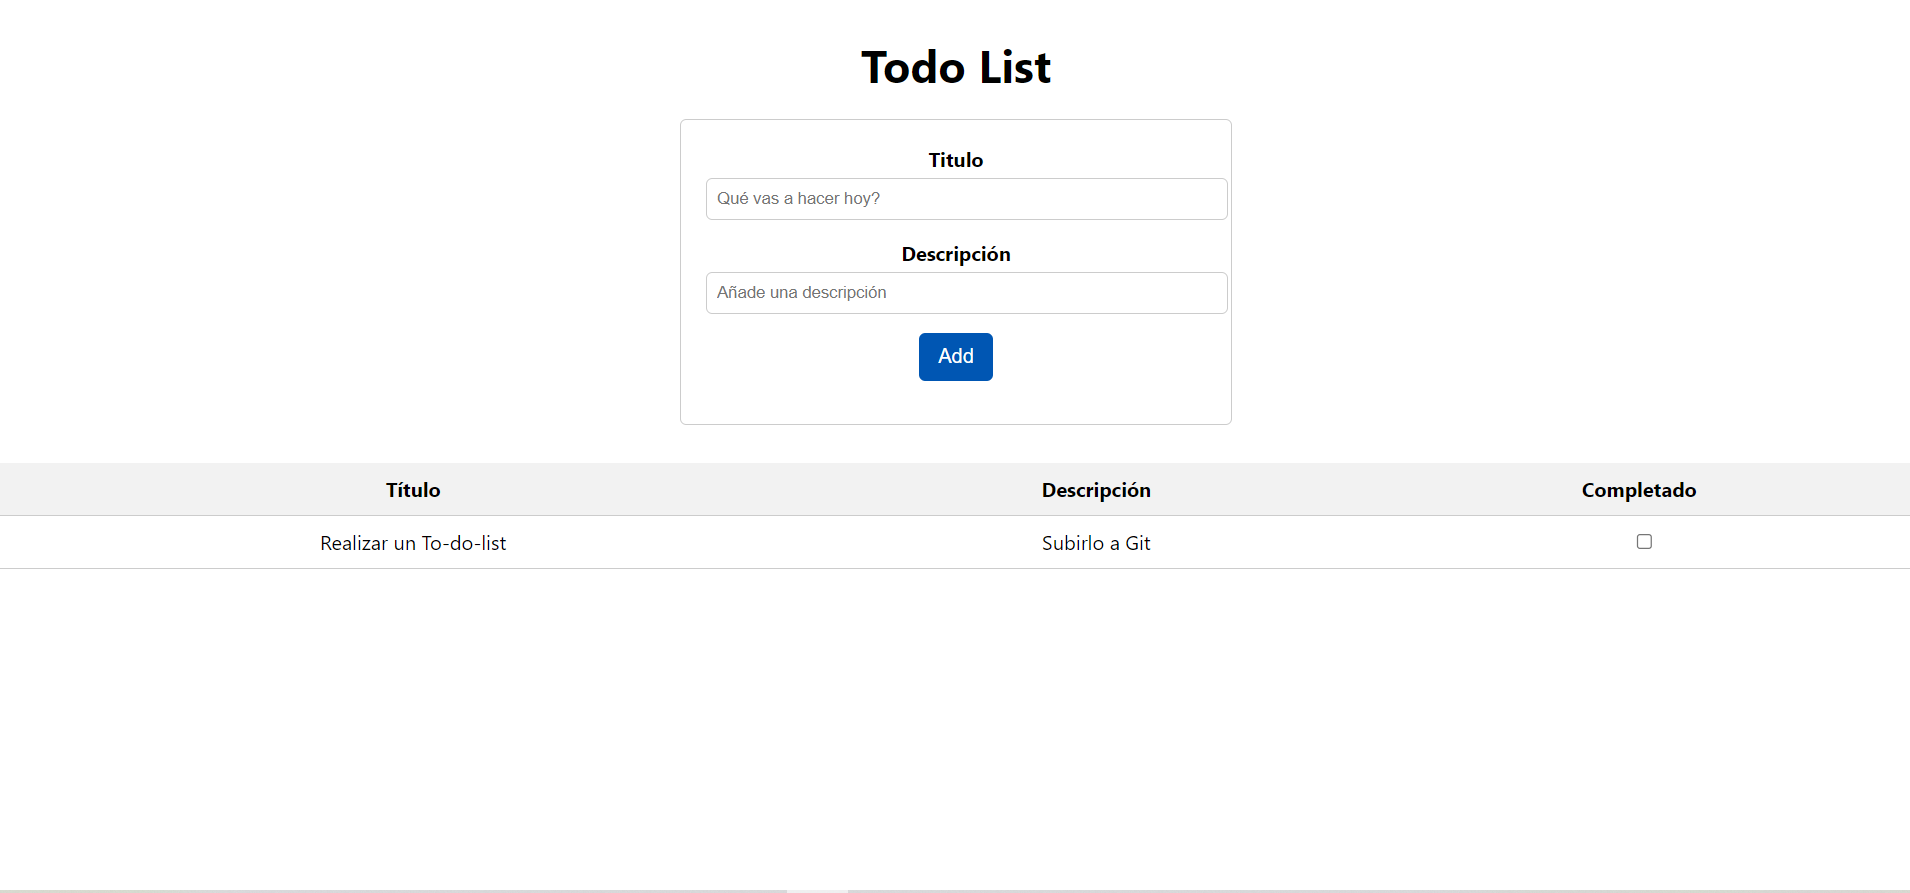 Todo List
Titulo
Qué vas a hacer hoy?
Descripción
Añade una descripción
Add
Título Descripción Completado
Realizar un To-do-list Subirlo a Git